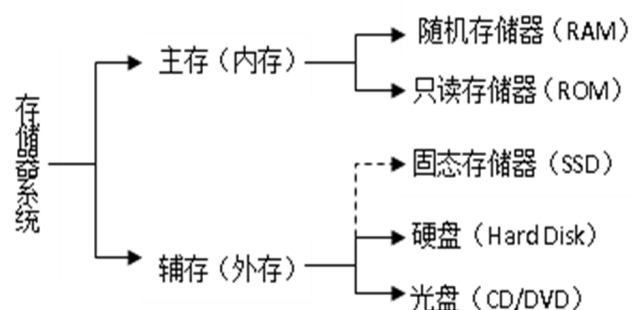 存储器系统
主存（内存）
随机存储器（RAM）
只读存储器（ROM）
辅存（外存）
固态存储器（SSD）
硬盘（Hard Disk）
光盘（CD/DVD）